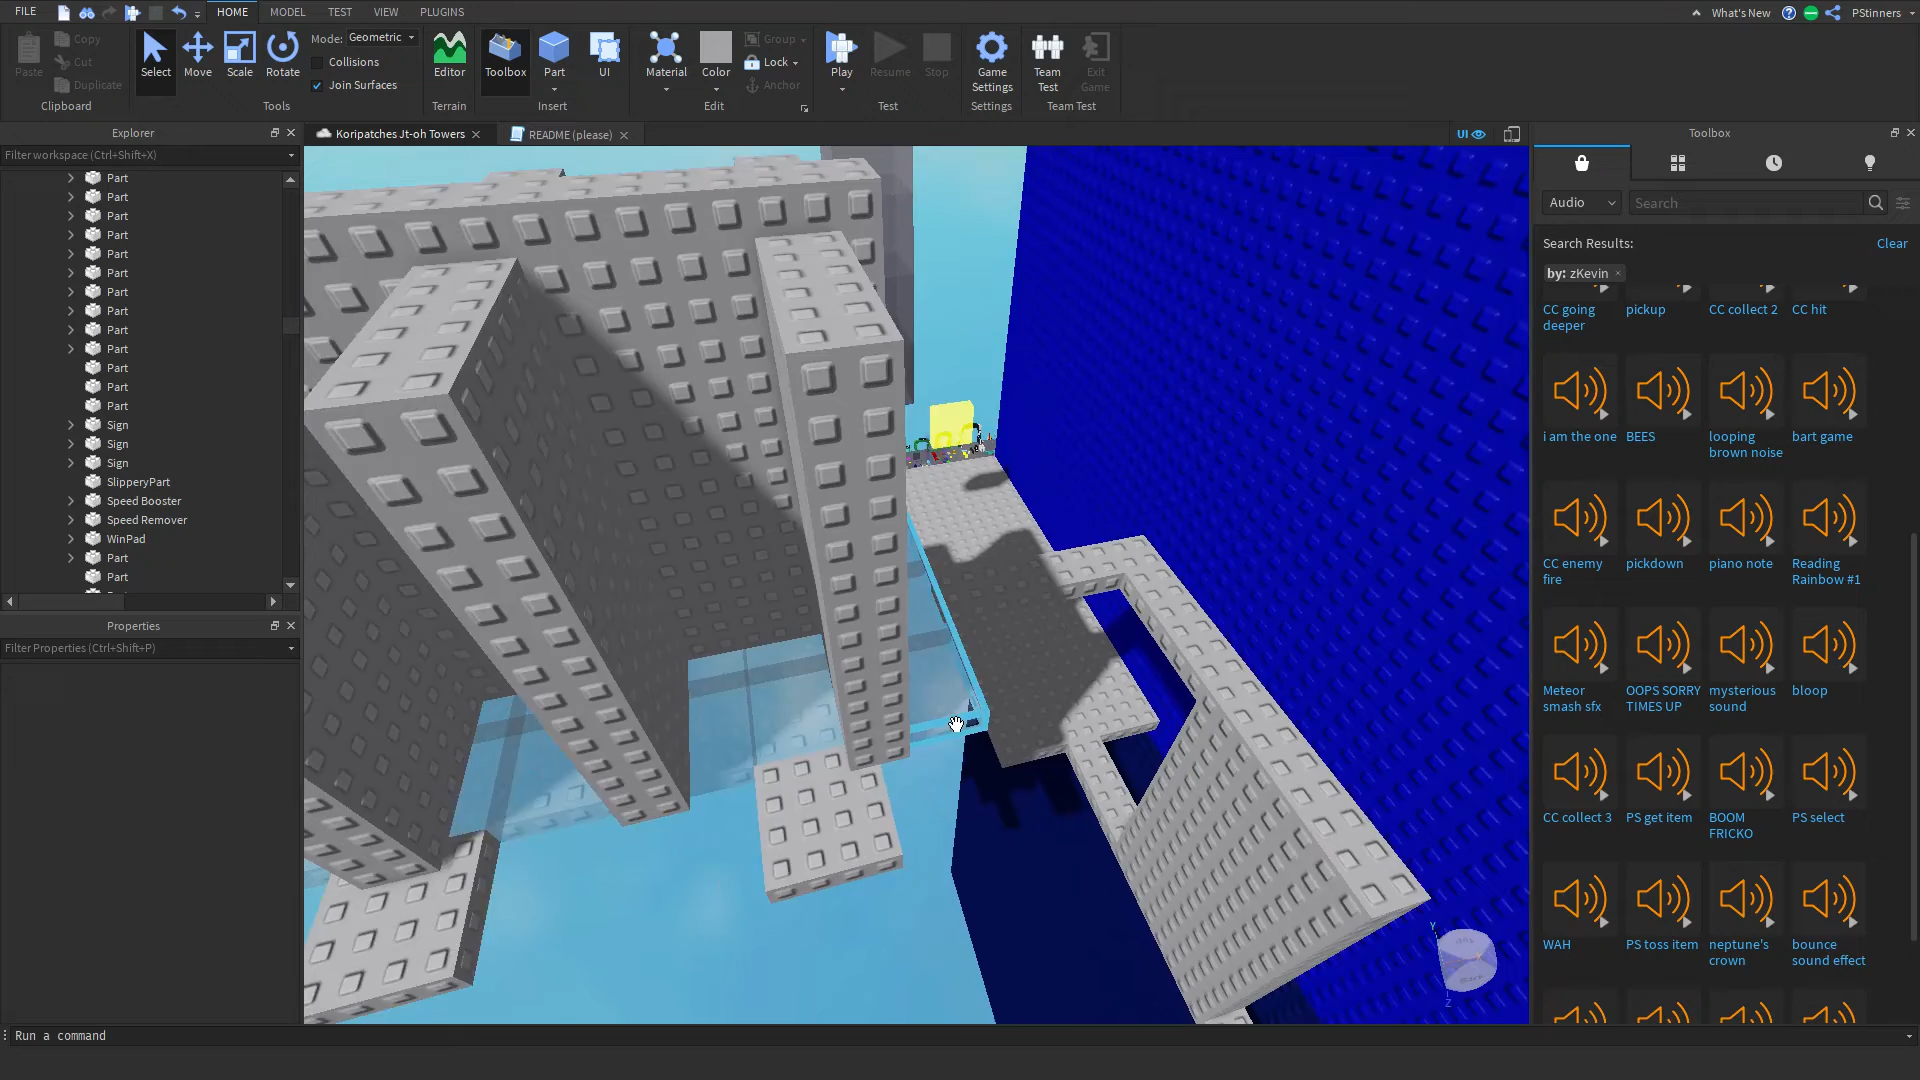 FILE
HOME
MODEL
TEST
VIEW
PLUGINS
What's New
PStinners
Paste
Copy
Cut
Duplicate
Clipboard
Select
Move
Scale
Rotate
Mode: Geometric
Collisions
Join Surfaces
Tools
Editor
Terrain
Toolbox
Part
UI
Insert
Material
Color
Group
Lock
Anchor
Edit
Play
Resume
Stop
Test
Game
Settings
Settings
Team
Test
Exit
Game
Team Test
Explorer
Filter workspace (Ctrl+Shift+X)
Part
Part
Part
Part
Part
Part
Part
Part
Part
Part
Part
Part
Part
Sign
Sign
Sign
SlipperyPart
Speed Booster
Speed Remover
WinPad
Part
Part
Properties
Filter Properties (Ctrl+Shift+P)
Koripatches Jt-oh Towers
README (please)
UI
Y
Z
Toolbox
Audio
Search
Search Results:
Clear
by: zKevin
CC going
deeper
pickup
CC collect 2
CC hit
i am the one
BEES
looping
brown noise
bart game
CC enemy
fire
pickdown
piano note
Reading
Rainbow #1
Meteor
smash sfx
OOPS SORRY
TIMES UP
mysterious
sound
bloop
CC collect 3
PS get item
BOOM
FRICKO
PS select
WAH
PS toss item
neptune's
crown
bounce
sound effect
Run a command